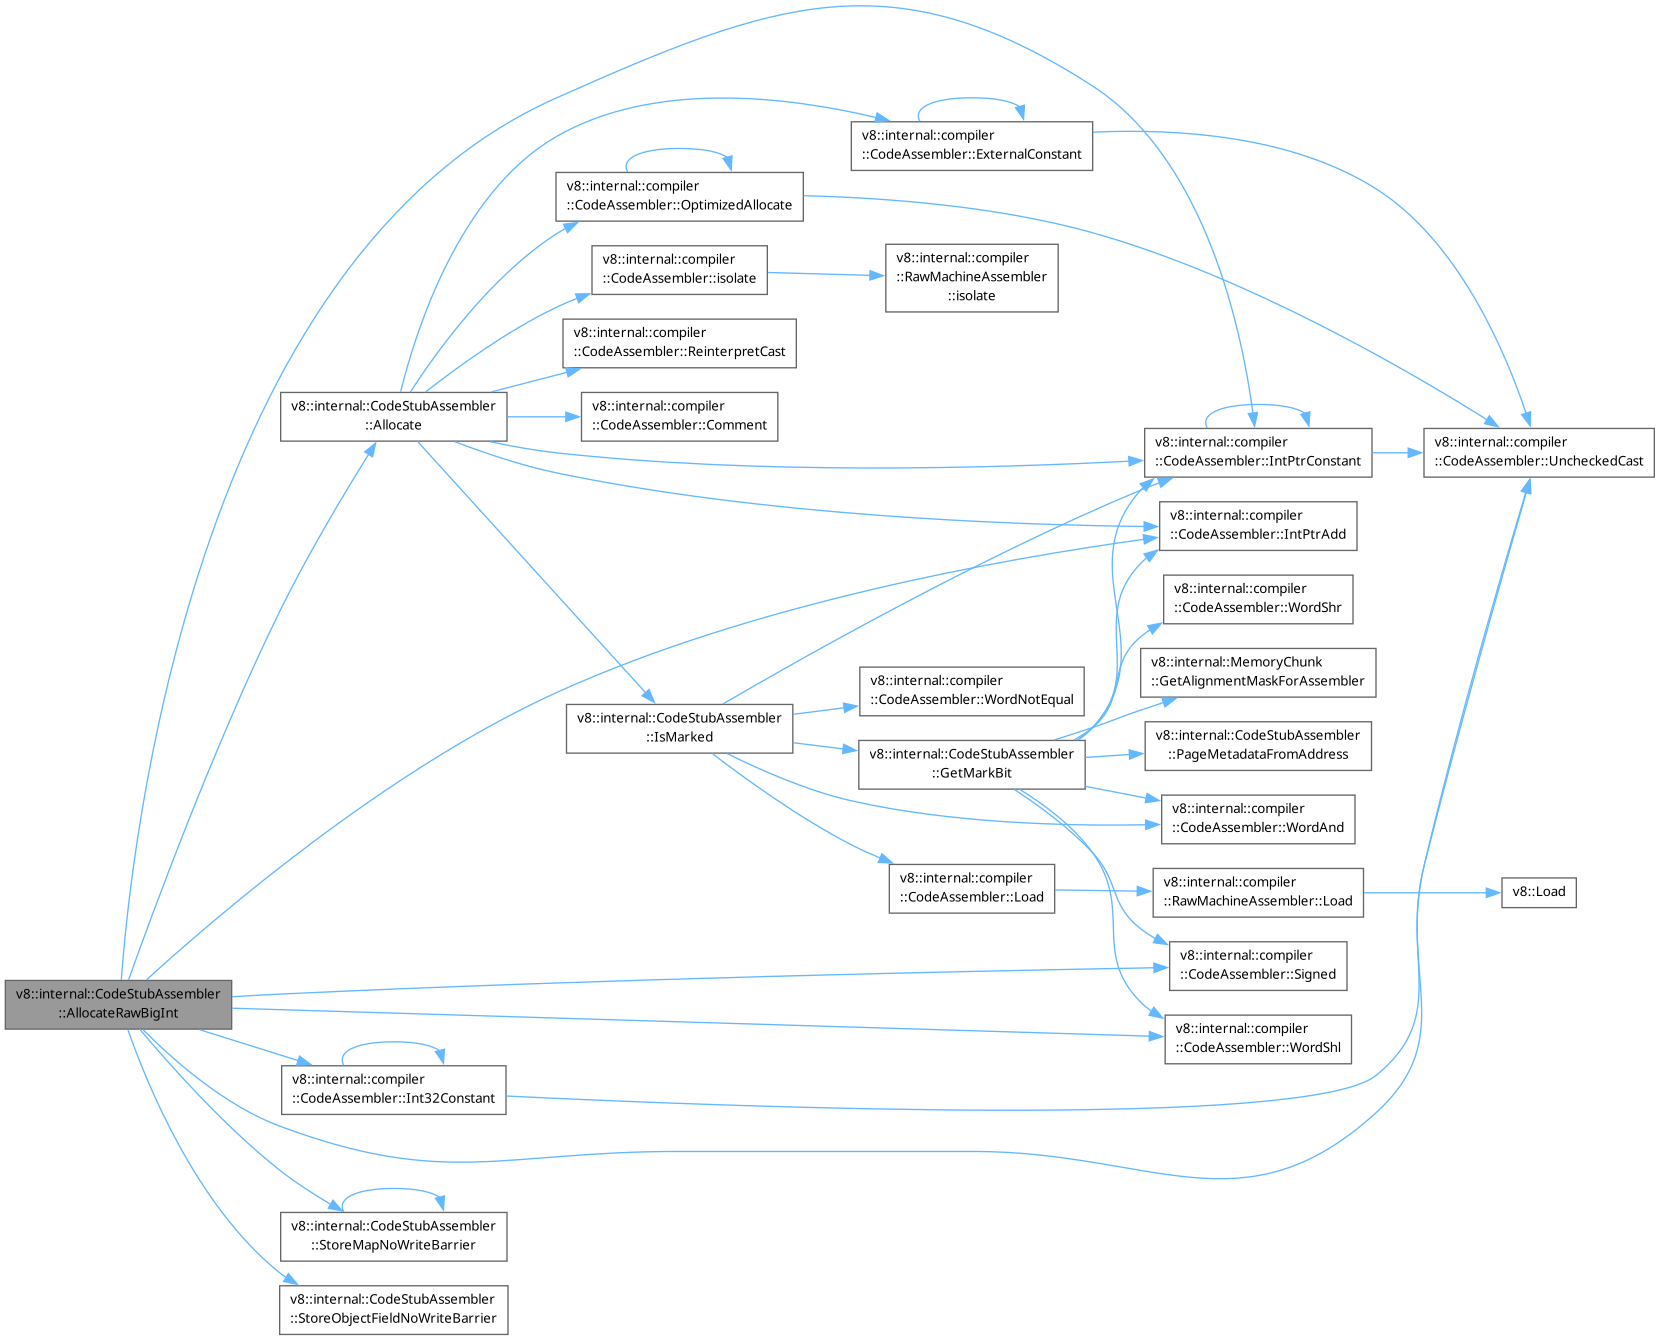 v8::internal::compiler
::CodeAssembler::ExternalConstant
v8::internal::compiler
::CodeAssembler::OptimizedAllocate
v8::internal::compiler
::CodeAssembler::isolate
v8::internal::compiler
::RawMachineAssembler
::isolate
v8::internal::compiler
::CodeAssembler::ReinterpretCast
v8::internal::CodeStubAssembler
::Allocate
v8::internal::compiler
::CodeAssembler::Comment
v8::internal::compiler
::CodeAssembler::IntPtrConstant
v8::internal::compiler
::CodeAssembler::UncheckedCast
v8::internal::compiler
::CodeAssembler::IntPtrAdd
v8::internal::compiler
::CodeAssembler::WordShr
v8::internal::MemoryChunk
::GetAlignmentMaskForAssembler
v8::internal::compiler
::CodeAssembler::WordNotEqual
v8::internal::CodeStubAssembler
::IsMarked
v8::internal::CodeStubAssembler
::GetMarkBit
v8::internal::CodeStubAssembler
::PageMetadataFromAddress
v8::internal::compiler
::CodeAssembler::WordAnd
v8::internal::compiler
::CodeAssembler::Load
v8::internal::compiler
::RawMachineAssembler::Load
v8::Load
v8::internal::compiler
::CodeAssembler::Signed
v8::internal::CodeStubAssembler
::AllocateRawBigInt
v8::internal::compiler
::CodeAssembler::WordShl
v8::internal::compiler
::CodeAssembler::Int32Constant
v8::internal::CodeStubAssembler
::StoreMapNoWriteBarrier
v8::internal::CodeStubAssembler
::StoreObjectFieldNoWriteBarrier